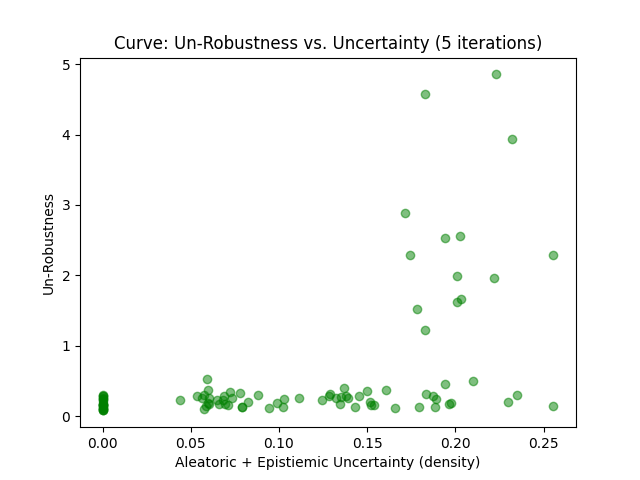 Curve: Un-Robustness vs. Uncertainty (5 iterations)
5
4
3
2
1
0
Un-Robustness
0.00 0.05 0.10 0.15 0.20 0.25
Aleatoric + Epistiemic Uncertainty (density)